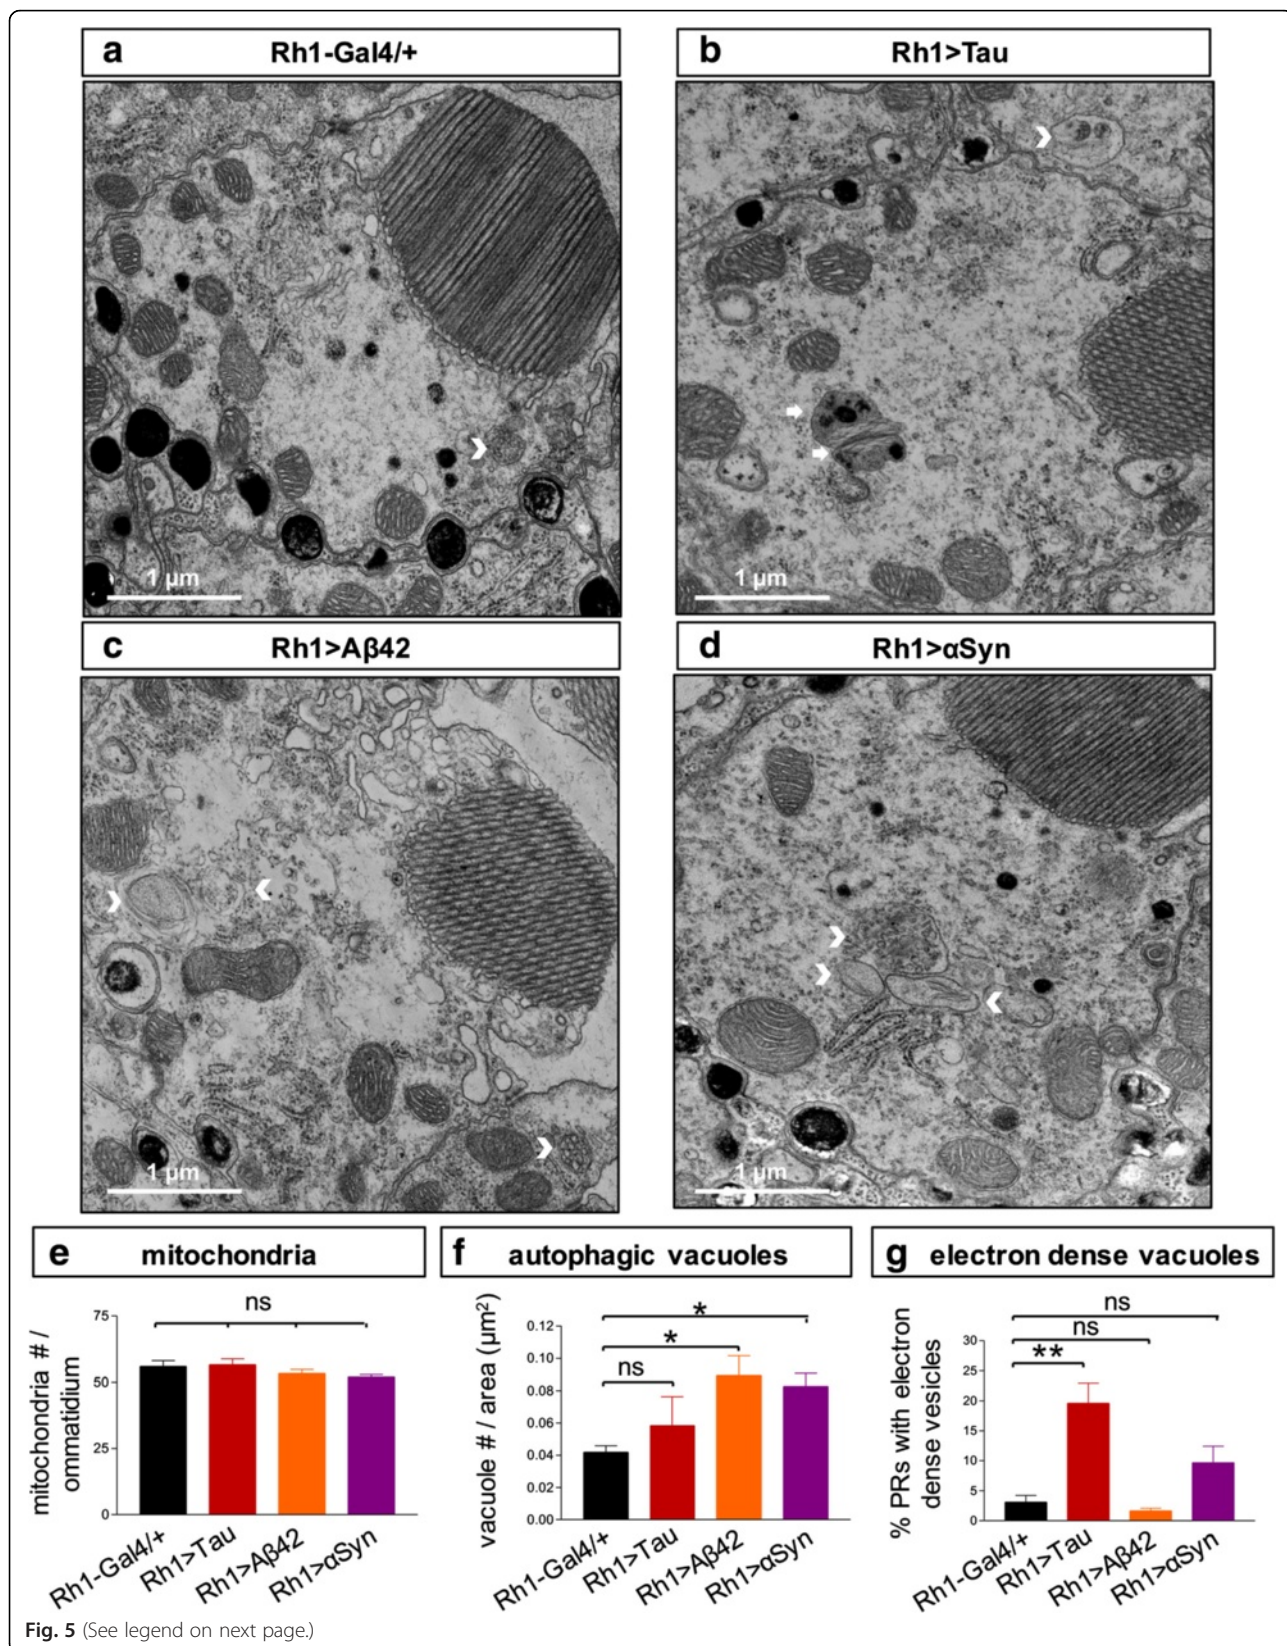 a Rh1-Gal4/+
b Rh1>Tau
1 µm
1 µm
c Rh1>Aβ42
d Rh1>αSyn
1 µm
1 µm
e mitochondria
f autophagic vacuoles
g electron dense vacuoles
mitochondria # /
ommatidium
75
50
25
0
ns
Rh1-Gal4/+
Rh1>Tau
Rh1>Aβ42
Rh1>αSyn
vacuole # / area (µm²)
0.12
0.10
0.08
0.06
0.04
0.02
0.00
*
*
ns
Rh1-Gal4/+
Rh1>Tau
Rh1>Aβ42
Rh1>αSyn
% PRs with electron
dense vesicles
30
25
20
15
10
5
0
ns
ns
**
Rh1-Gal4/+
Rh1>Tau
Rh1>Aβ42
Rh1>αSyn
Fig. 5 (See legend on next page.)